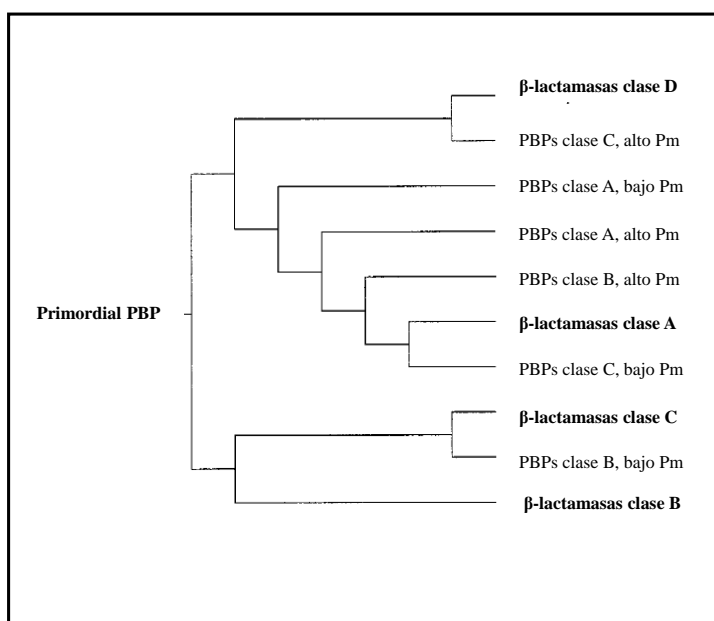 β-lactamasas clase D
PBPs clase C, alto Pm
PBPs clase A, bajo Pm
PBPs clase A, alto Pm
PBPs clase B, alto Pm
Primordial PBP
β-lactamasas clase A
PBPs clase C, bajo Pm
β-lactamasas clase C
PBPs clase B, bajo Pm
β-lactamasas clase B